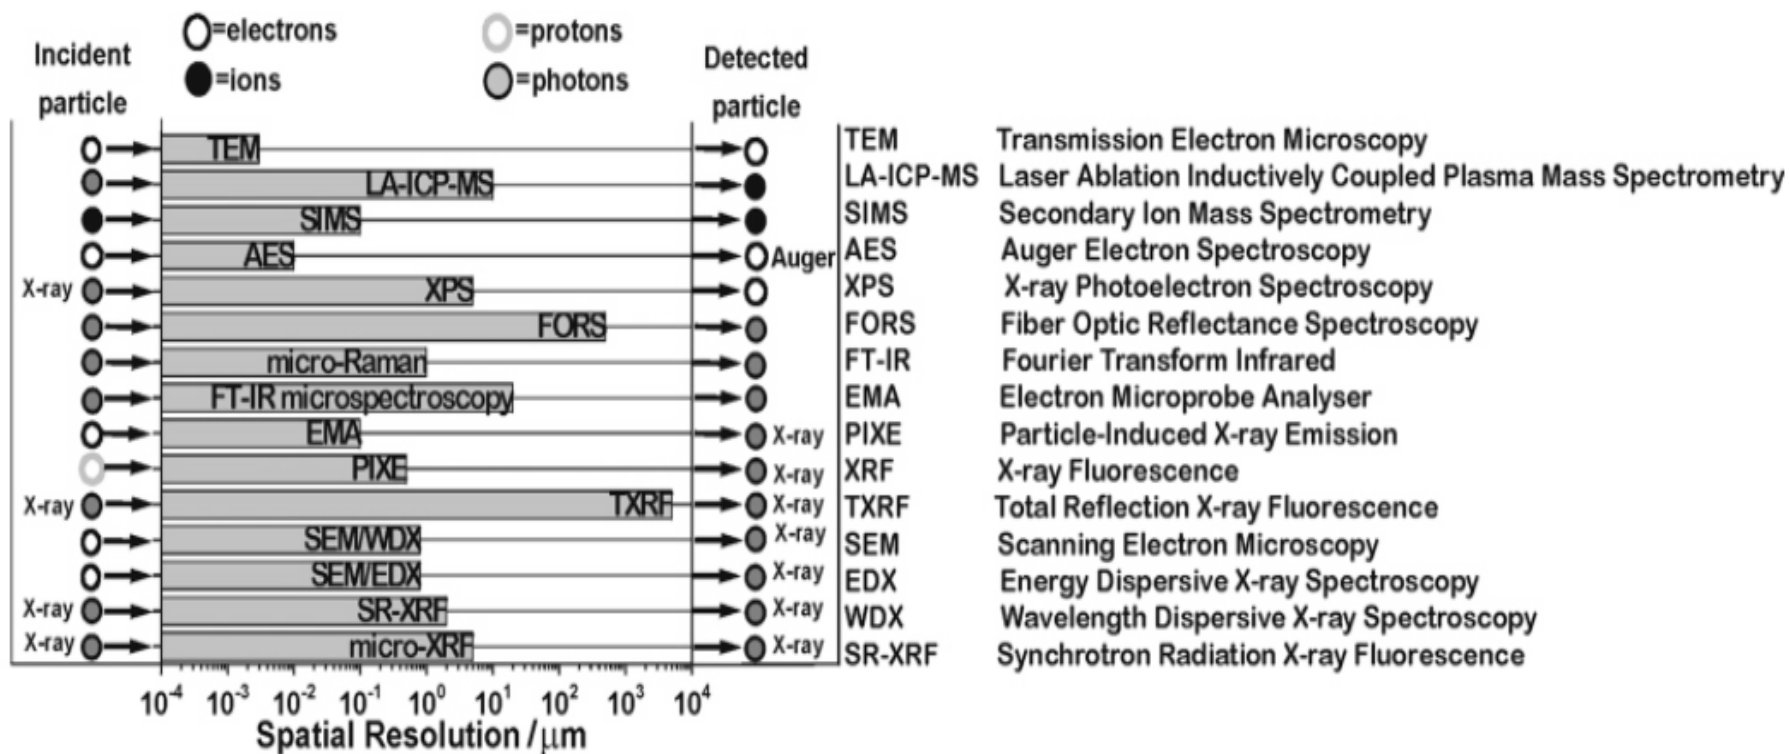 Incident
particle
=electrons
=ions
=protons
=photons
Detected
particle
TEM
LA-ICP-MS
SIMS
AES
Auger
X-ray
XPS
FORS
micro-Raman
FT-IR microspectroscopy
EMA
X-ray
PIXE
X-ray
X-ray
TXRF
X-ray
SEM/WDX
X-ray
SEM/EDX
X-ray
X-ray
SR-XRF
X-ray
X-ray
micro-XRF
X-ray
10-4 10-3 10-2 10-1 100 101 102 103 104
Spatial Resolution /μm
TEM Transmission Electron Microscopy
LA-ICP-MS Laser Ablation Inductively Coupled Plasma Mass Spectrometry
SIMS Secondary Ion Mass Spectrometry
AES Auger Electron Spectroscopy
XPS X-ray Photoelectron Spectroscopy
FORS Fiber Optic Reflectance Spectroscopy
FT-IR Fourier Transform Infrared
EMA Electron Microprobe Analyser
PIXE Particle-Induced X-ray Emission
XRF X-ray Fluorescence
TXRF Total Reflection X-ray Fluorescence
SEM Scanning Electron Microscopy
EDX Energy Dispersive X-ray Spectroscopy
WDX Wavelength Dispersive X-ray Spectroscopy
SR-XRF Synchrotron Radiation X-ray Fluorescence